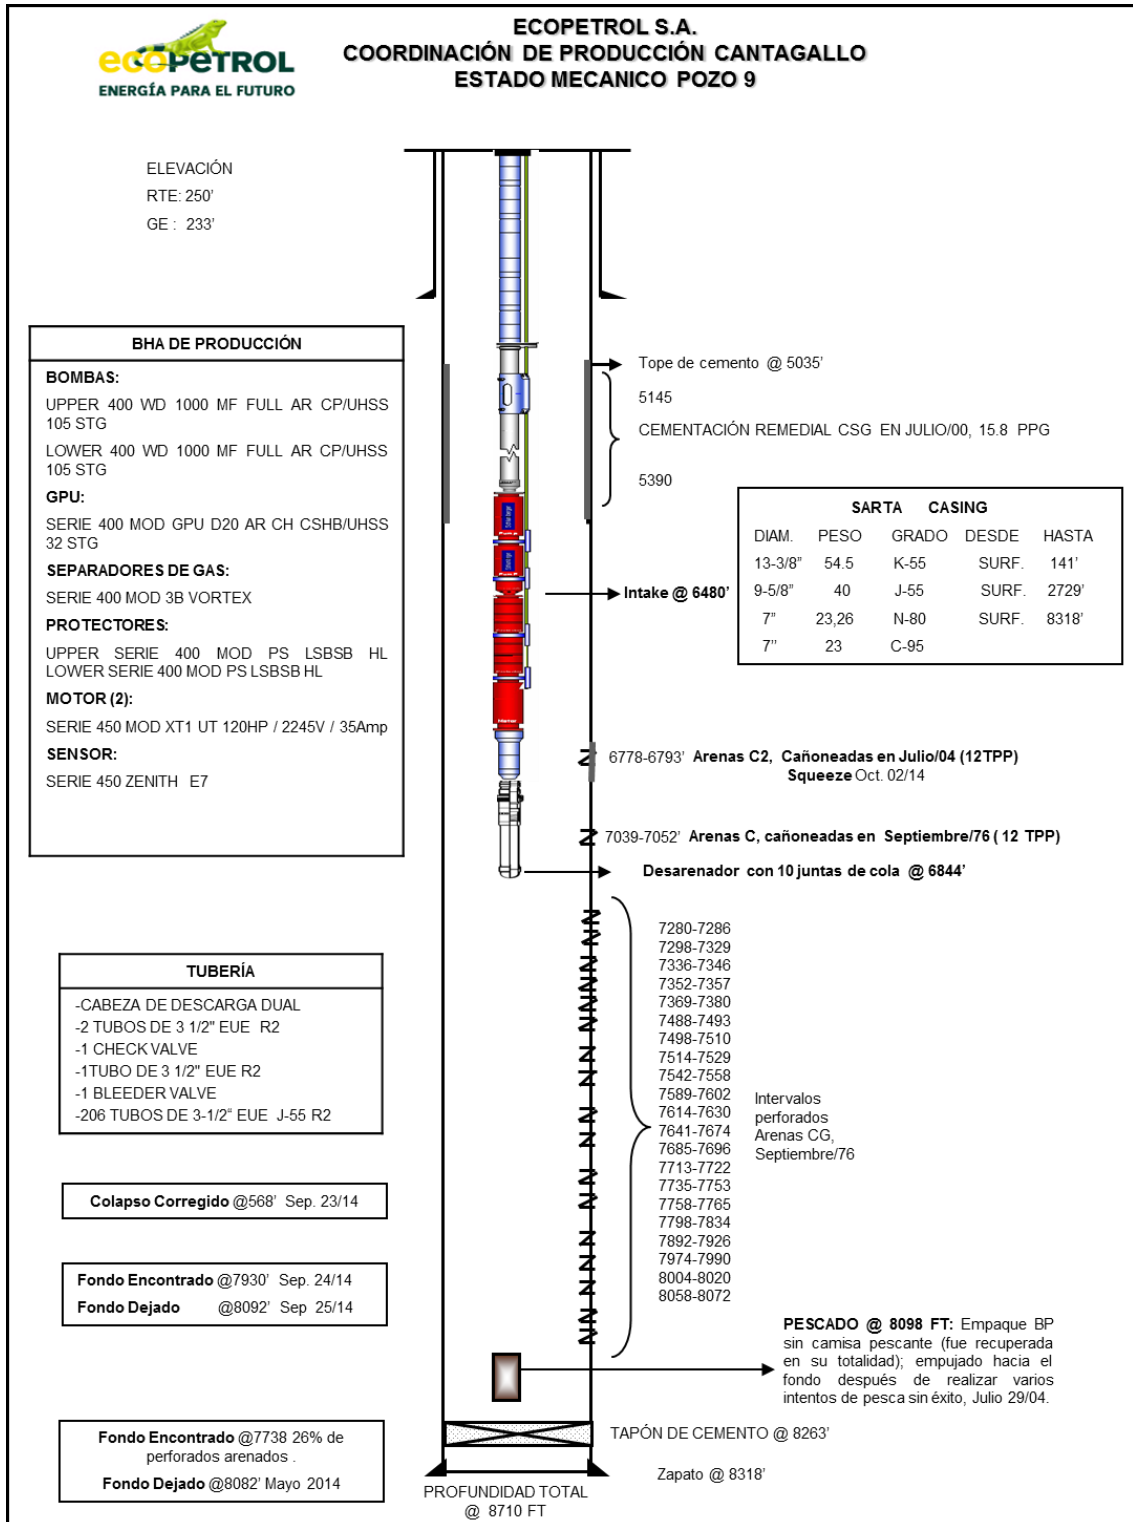 ecoPETROL
ENERGÍA PARA EL FUTURO
ECOPETROL S.A.
COORDINACIÓN DE PRODUCCIÓN CANTAGALLO
ESTADO MECANICO POZO 9
ELEVACIÓN
RTE: 250'
GE : 233'
BHA DE PRODUCCIÓN
BOMBAS:
UPPER 400 WD 1000 MF FULL AR CP/UHSS
105 STG
LOWER 400 WD 1000 MF FULL AR CP/UHSS
105 STG
GPU:
SERIE 400 MOD GPU D20 AR CH CSHB/UHSS
32 STG
SEPARADORES DE GAS:
SERIE 400 MOD 3B VORTEX
PROTECTORES:
UPPER SERIE 400 MOD PS LSBSB HL
LOWER SERIE 400 MOD PS LSBSB HL
MOTOR (2):
SERIE 450 MOD XT1 UT 120HP / 2245V / 35Amp
SENSOR:
SERIE 450 ZENITH E7
Tope de cemento @ 5035'
5145
CEMENTACIÓN REMEDIAL CSG EN JULIO/00, 15.8 PPG
5390
SARTA CASING
DIAM. PESO GRADO DESDE HASTA
13-3/8" 54.5 K-55 SURF. 141'
9-5/8" 40 J-55 SURF. 2729'
7" 23,26 N-80 SURF. 8318'
7'' 23 C-95
Intake @ 6480'
6778-6793' Arenas C2, Cañoneadas en Julio/04 (12TPP)
Squeeze Oct. 02/14
7039-7052' Arenas C, cañoneadas en Septiembre/76 ( 12 TPP)
Desarenador con 10 juntas de cola @ 6844'
TUBERÍA
-CABEZA DE DESCARGA DUAL
-2 TUBOS DE 3 1/2" EUE R2
-1 CHECK VALVE
-1TUBO DE 3 1/2" EUE R2
-1 BLEEDER VALVE
-206 TUBOS DE 3-1/2" EUE J-55 R2
7280-7286
7298-7329
7336-7346
7352-7357
7369-7380
7488-7493
7498-7510
7514-7529
7542-7558
7589-7602
7614-7630
7641-7674
7685-7696
7713-7722
7735-7753
7758-7765
7798-7834
7892-7926
7974-7990
8004-8020
8058-8072
Intervalos
perforados
Arenas CG,
Septiembre/76
Colapso Corregido @568' Sep. 23/14
Fondo Encontrado @7930' Sep. 24/14
Fondo Dejado @8092' Sep 25/14
PESCADO @ 8098 FT: Empaque BP
sin camisa pescante (fue recuperada
en su totalidad); empujado hacia el
fondo después de realizar varios
intentos de pesca sin éxito, Julio 29/04.
Fondo Encontrado @7738 26% de
perforados arenados .
Fondo Dejado @8082' Mayo 2014
TAPÓN DE CEMENTO @ 8263'
Zapato @ 8318'
PROFUNDIDAD TOTAL
@ 8710 FT